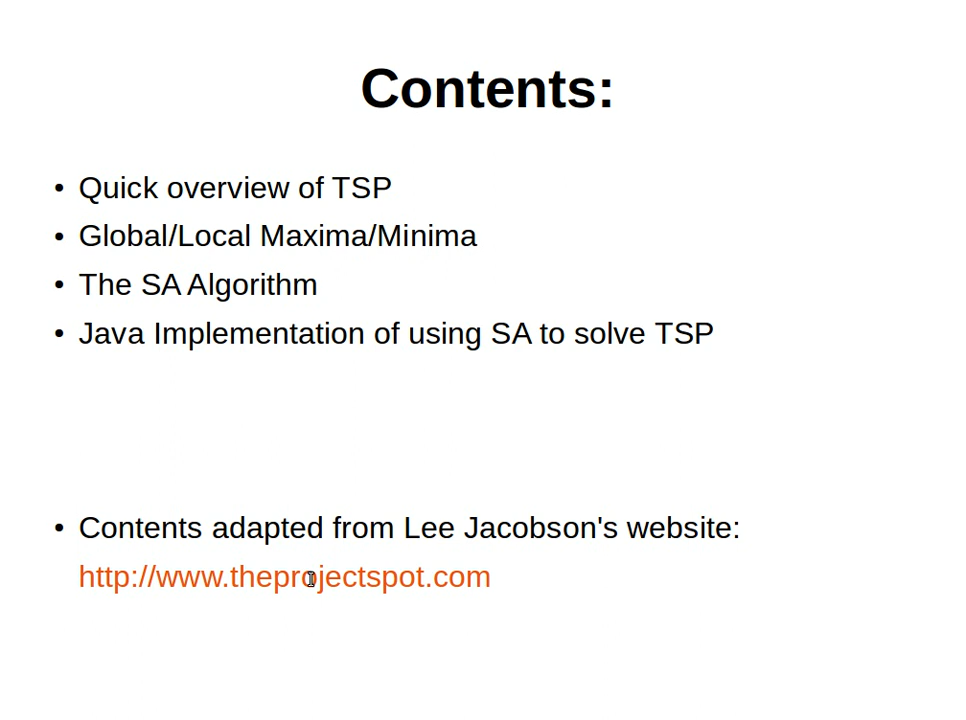 Contents:
• Quick overview of TSP
• Global/Local Maxima/Minima
• The SA Algorithm
• Java Implementation of using SA to solve TSP
• Contents adapted from Lee Jacobson's website:
http://www.theprojectspot.com